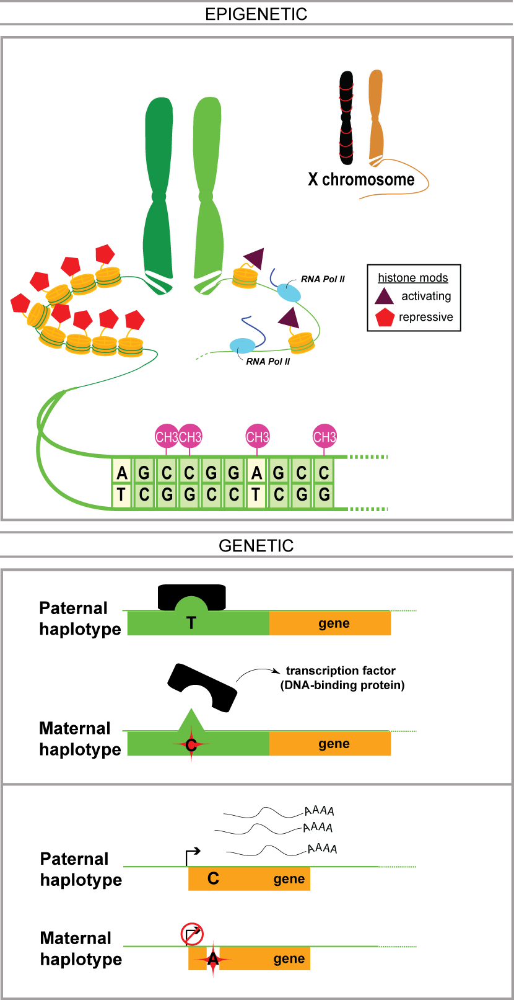 EPIGENETIC
X chromosome
RNA Pol II
histone mods
activating
repressive
RNA Pol II
CH3 CH3 CH3 CH3
A G C C G G A G C C
T C G G C C T C G G
GENETIC
Paternal
haplotype
T
gene
transcription factor
(DNA-binding protein)
Maternal
haplotype
C
gene
AAAA
AAAA
AAAA
Paternal
haplotype
C
gene
Maternal
haplotype
A
gene